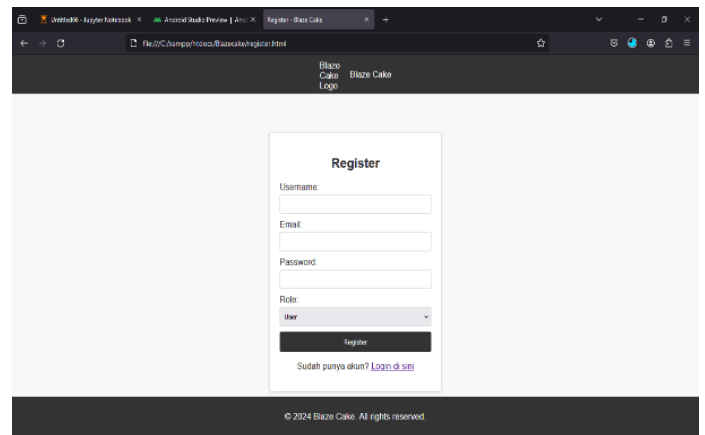 Untitled66 - Jupyter Notebook
Android Studio Preview | Andr
Register - Blaze Cake
file:///C:/xampp/htdocs/Blazecake/register.html
Blaze
Cake
Logo
Blaze Cake
Register
Username:
Email:
Password:
Role:
User
Register
Sudah punya akun? Login di sini
© 2024 Blaze Cake. All rights reserved.